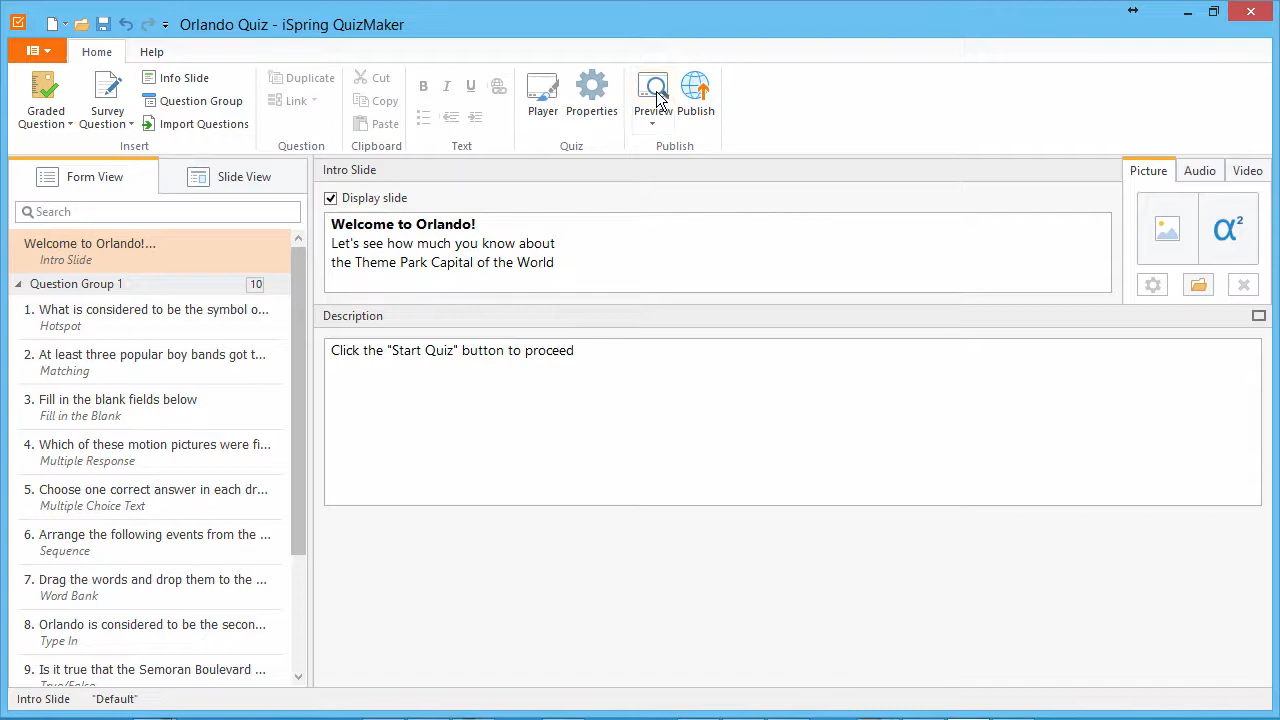 Orlando Quiz - iSpring QuizMaker
Home
Help
Graded Question
Survey Question
Info Slide
Question Group
Import Questions
Insert
Duplicate
Link
Question
Cut
Copy
Paste
Clipboard
B I U
Text
Player
Properties
Quiz
Preview
Publish
Publish
Form View
Slide View
Search
Welcome to Orlando!...
Intro Slide
Question Group 1
10
1. What is considered to be the symbol o...
Hotspot
2. At least three popular boy bands got t...
Matching
3. Fill in the blank fields below
Fill in the Blank
4. Which of these motion pictures were fi...
Multiple Response
5. Choose one correct answer in each dr...
Multiple Choice Text
6. Arrange the following events from the ...
Sequence
7. Drag the words and drop them to the ...
Word Bank
8. Orlando is considered to be the secon...
Type In
9. Is it true that the Semoran Boulevard ...
True/False
Intro Slide
Display slide
Welcome to Orlando!
Let's see how much you know about
the Theme Park Capital of the World
Picture
Audio
Video
α²
Description
Click the "Start Quiz" button to proceed
Intro Slide
"Default"